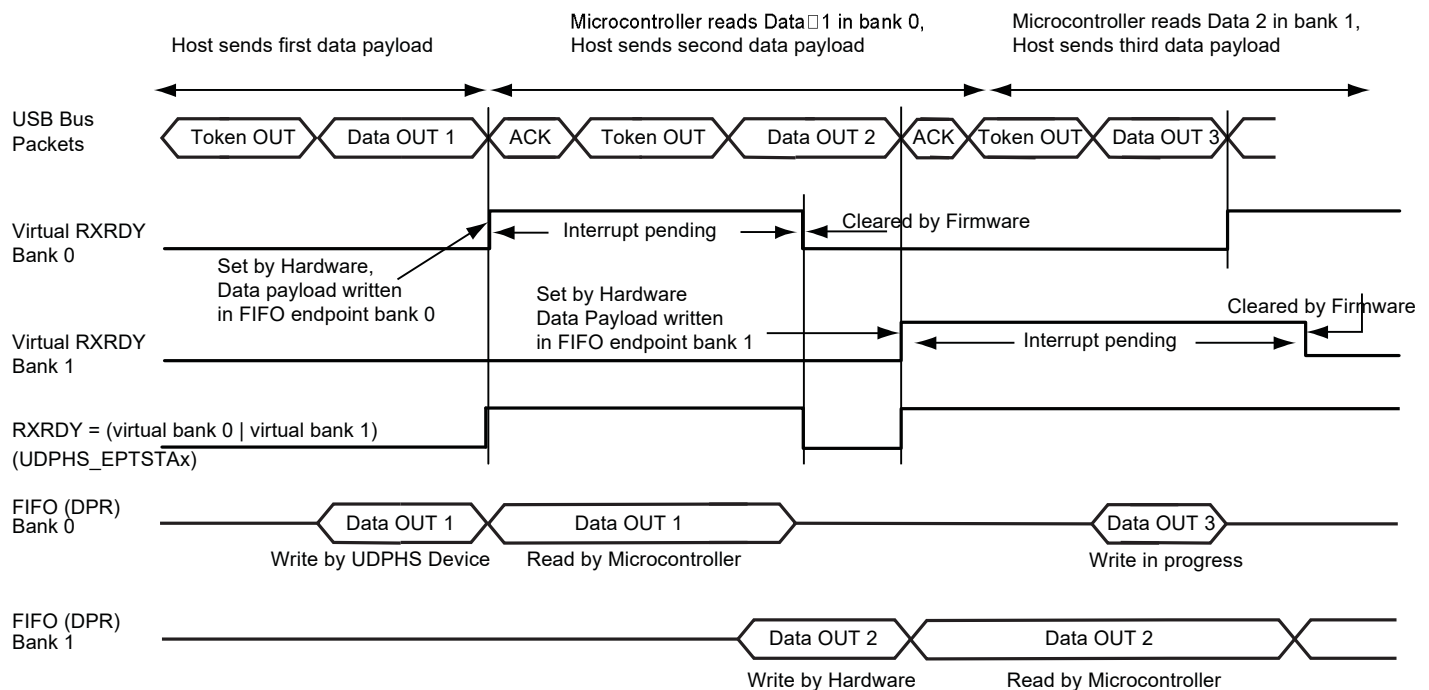 Host sends first data payload
Microcontroller reads Data□1 in bank 0,
Host sends second data payload
Microcontroller reads Data 2 in bank 1,
Host sends third data payload
USB Bus
Packets
Token OUT
Data OUT 1
ACK
Token OUT
Data OUT 2
ACK
Token OUT
Data OUT 3
Virtual RXRDY
Bank 0
Interrupt pending
Cleared by Firmware
Set by Hardware,
Data payload written
in FIFO endpoint bank 0
Set by Hardware
Data Payload written
in FIFO endpoint bank 1
Cleared by Firmware
Virtual RXRDY
Bank 1
Interrupt pending
RXRDY = (virtual bank 0 | virtual bank 1)
(UDPHS_EPTSTAx)
FIFO (DPR)
Bank 0
Data OUT 1
Data OUT 1
Data OUT 3
Write by UDPHS Device
Read by Microcontroller
Write in progress
FIFO (DPR)
Bank 1
Data OUT 2
Data OUT 2
Write by Hardware
Read by Microcontroller